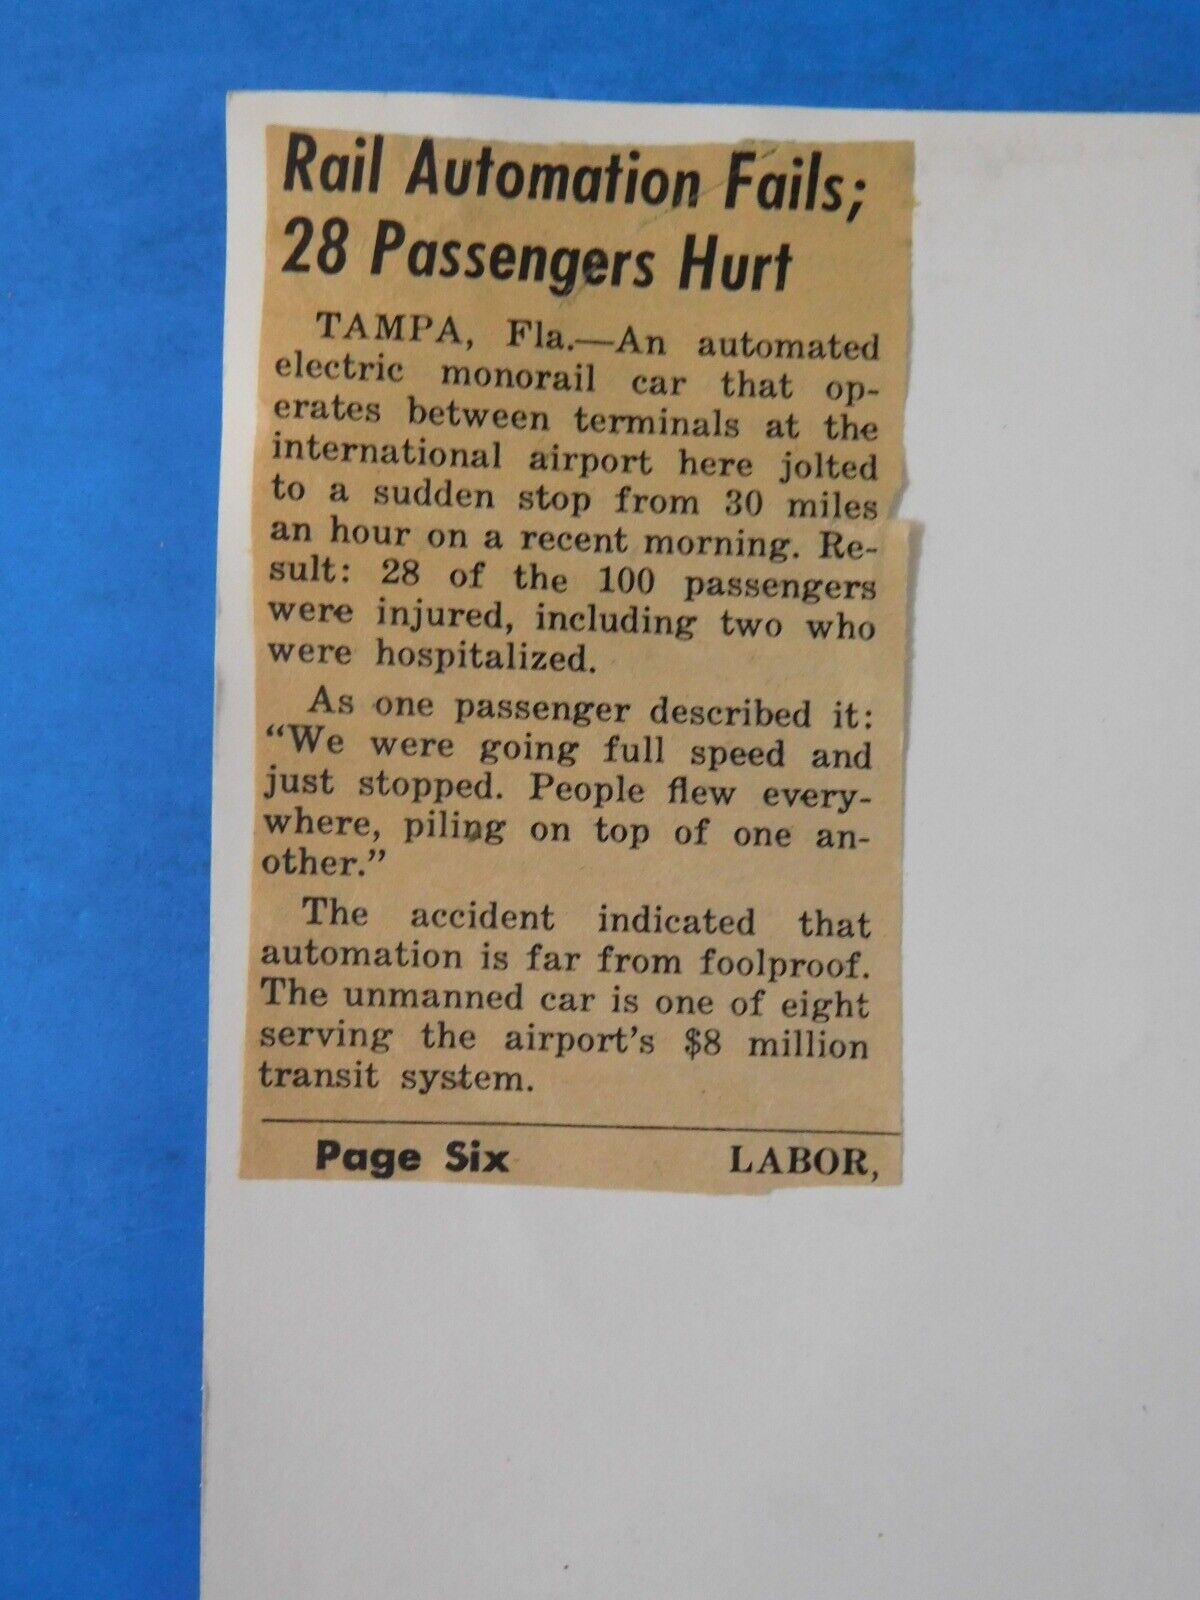 Rail Automation Fails;
28 Passengers Hurt
TAMPA, Fla.—An automated
electric monorail car that op-
erates between terminals at the
international airport here jolted
to a sudden stop from 30 miles
an hour on a recent morning. Re-
sult: 28 of the 100 passengers
were injured, including two who
were hospitalized.
As one passenger described it:
“We were going full speed and
just stopped. People flew every-
where, piling on top of one an-
other.”
The accident indicated that
automation is far from foolproof.
The unmanned car is one of eight
serving the airport’s $8 million
transit system.
Page Six LABOR,